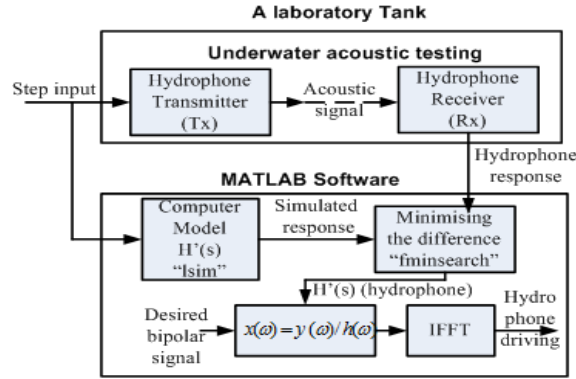 A laboratory Tank
Underwater acoustic testing
Step input
Hydrophone
Transmitter
(Tx)
Acoustic
signal
Hydrophone
Receiver
(Rx)
Hydrophone
response
MATLAB Software
Computer
Model
H'(s)
"lsim"
Simulated
response
Minimising
the difference
"fminsearch"
H'(s) (hydrophone)
Desired
bipolar
signal
x(ω)=y(ω)/h(ω)
IFFT
Hydro
phone
driving